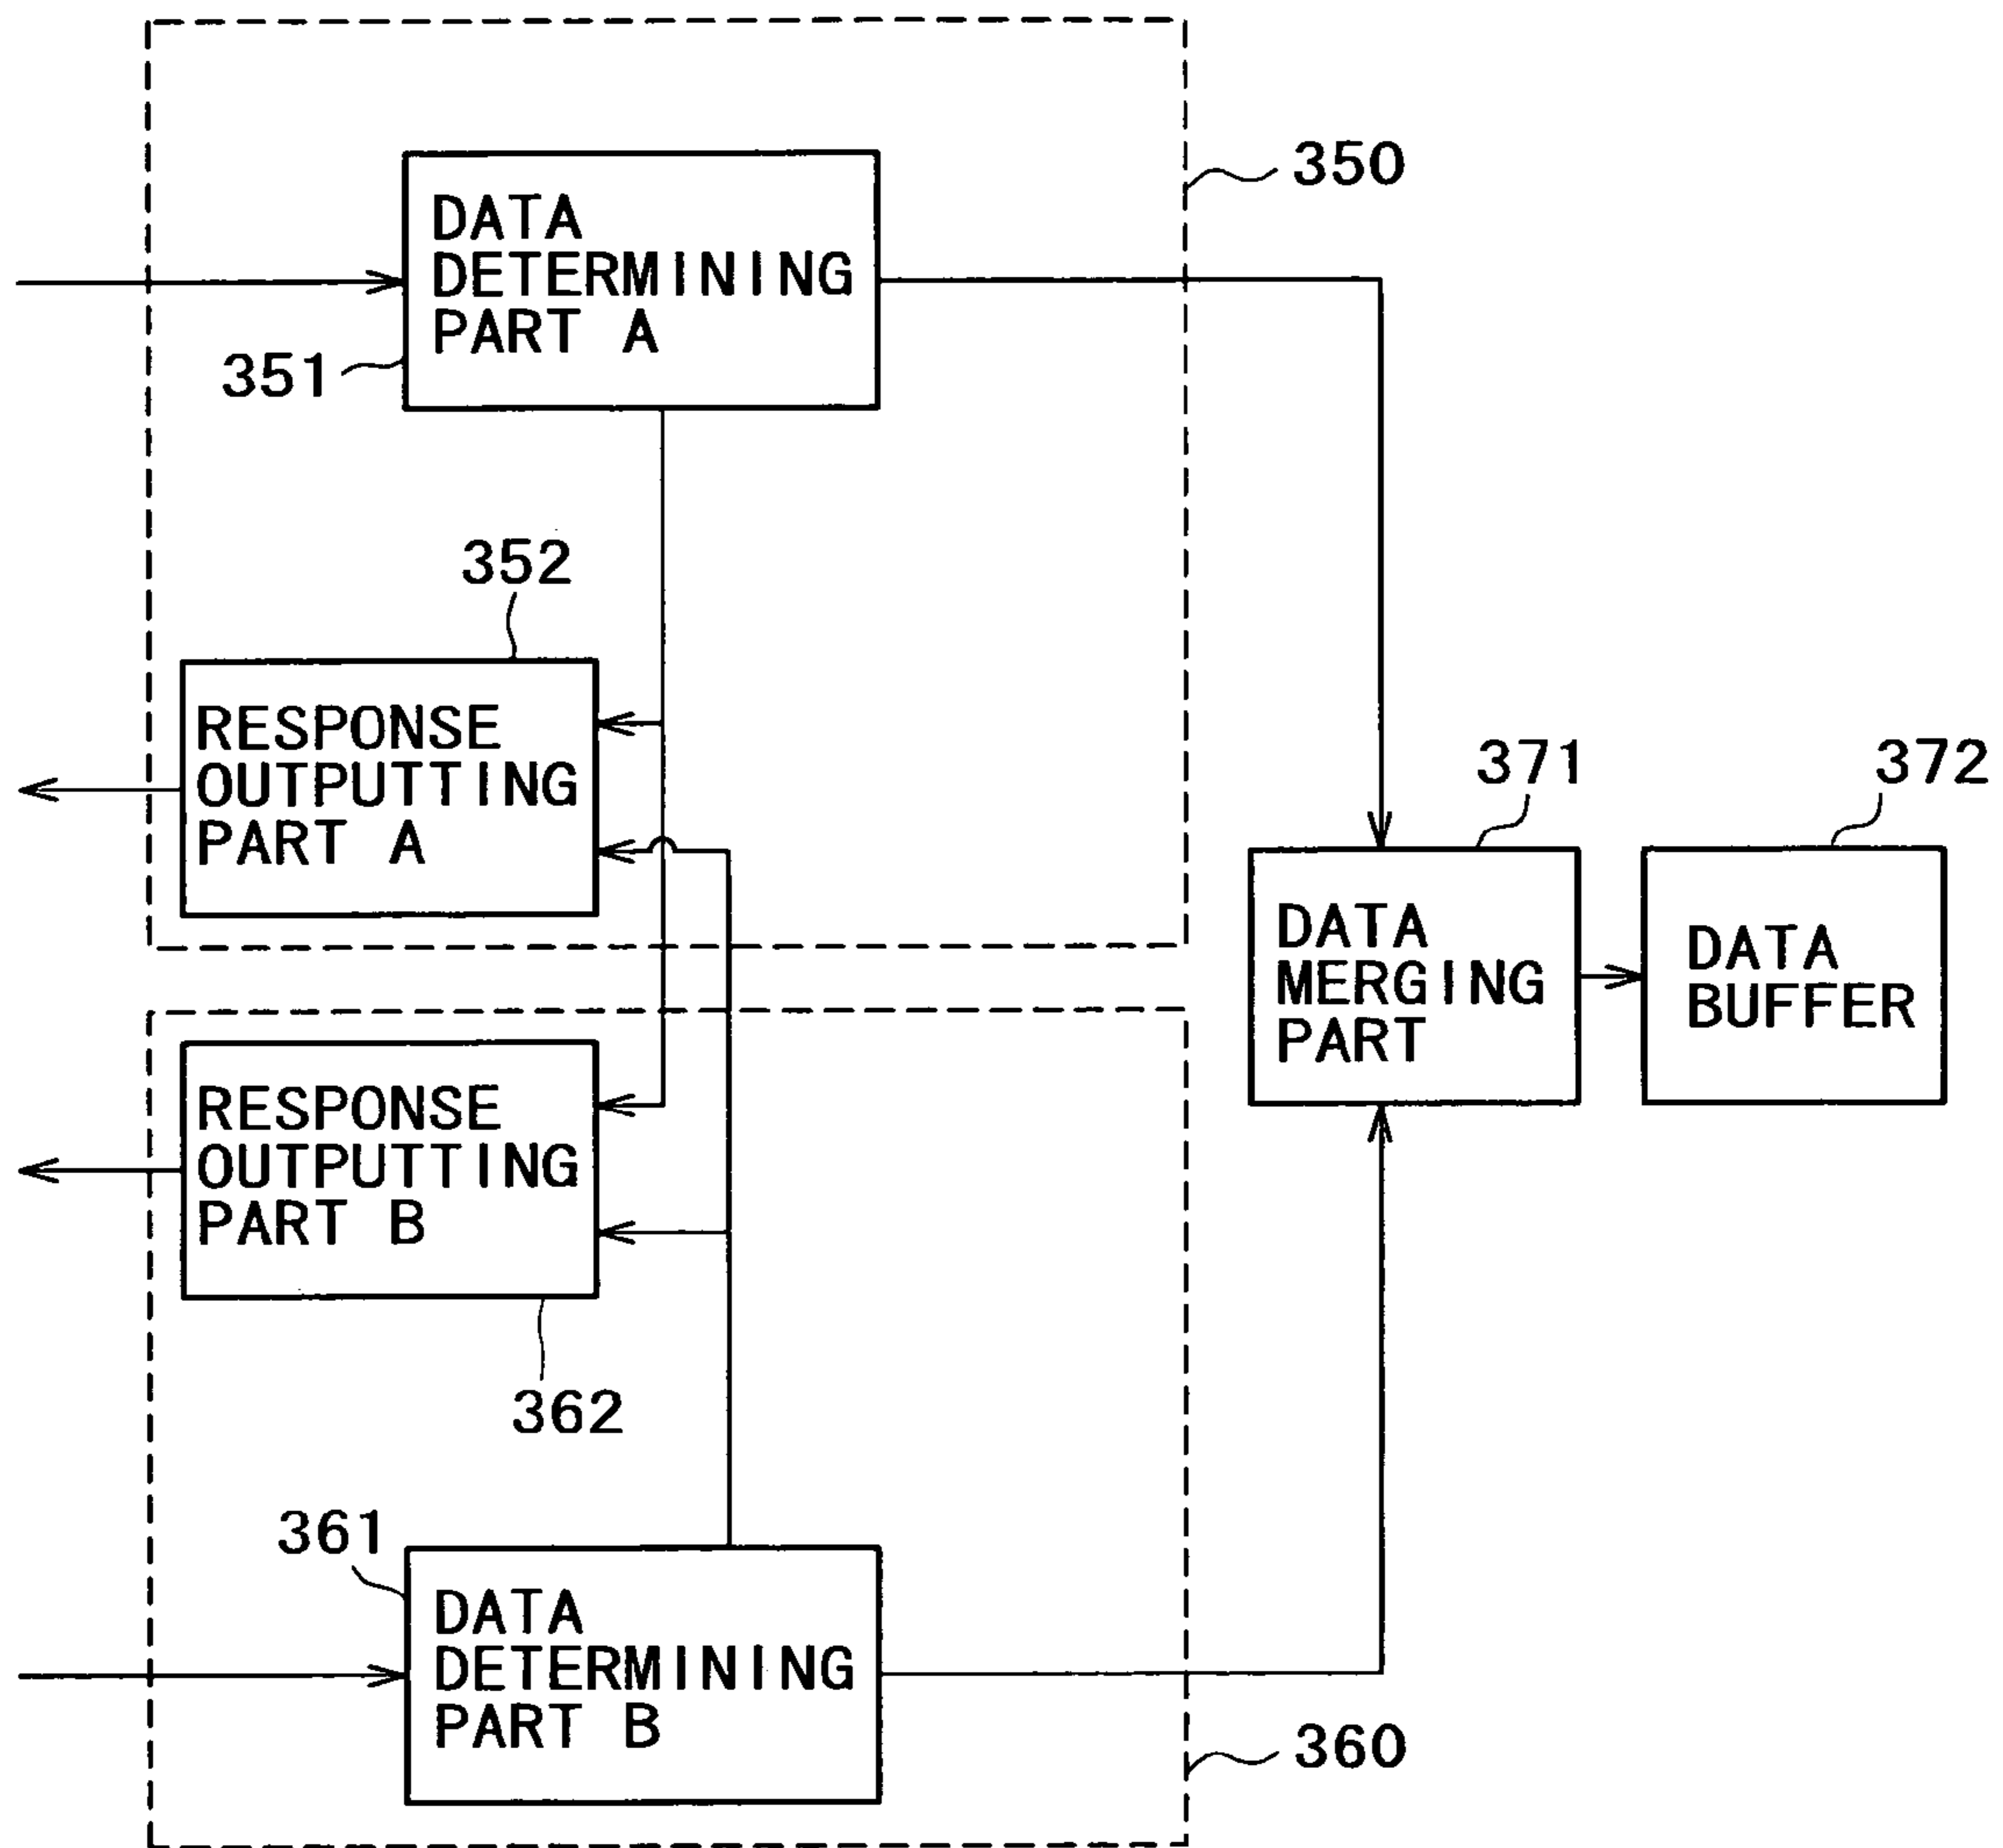 350
DATA
DETERMINING
PART A
351
352
RESPONSE
OUTPUTTING
PART A
371
372
DATA
MERGING
PART
DATA
BUFFER
RESPONSE
OUTPUTTING
PART B
362
361
DATA
DETERMINING
PART B
360